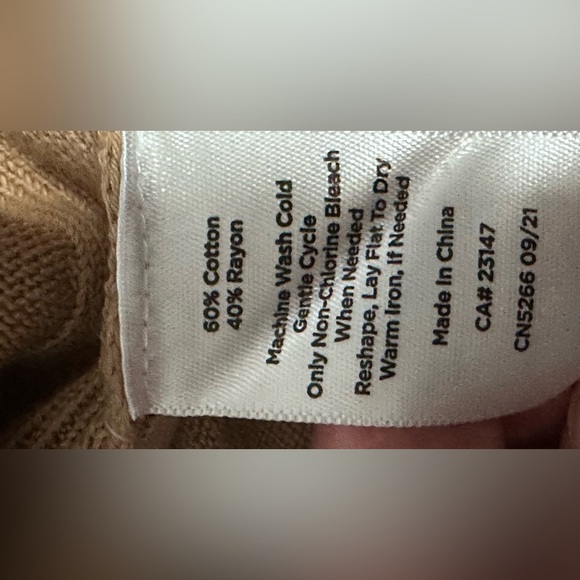 60% Cotton
40% Rayon
Machine Wash Cold
Gentle Cycle
Only Non-Chlorine Bleach
When Needed
Reshape, Lay Flat To Dry
Warm Iron, If Needed
Made In China
CA# 23147
CN5266 09/21